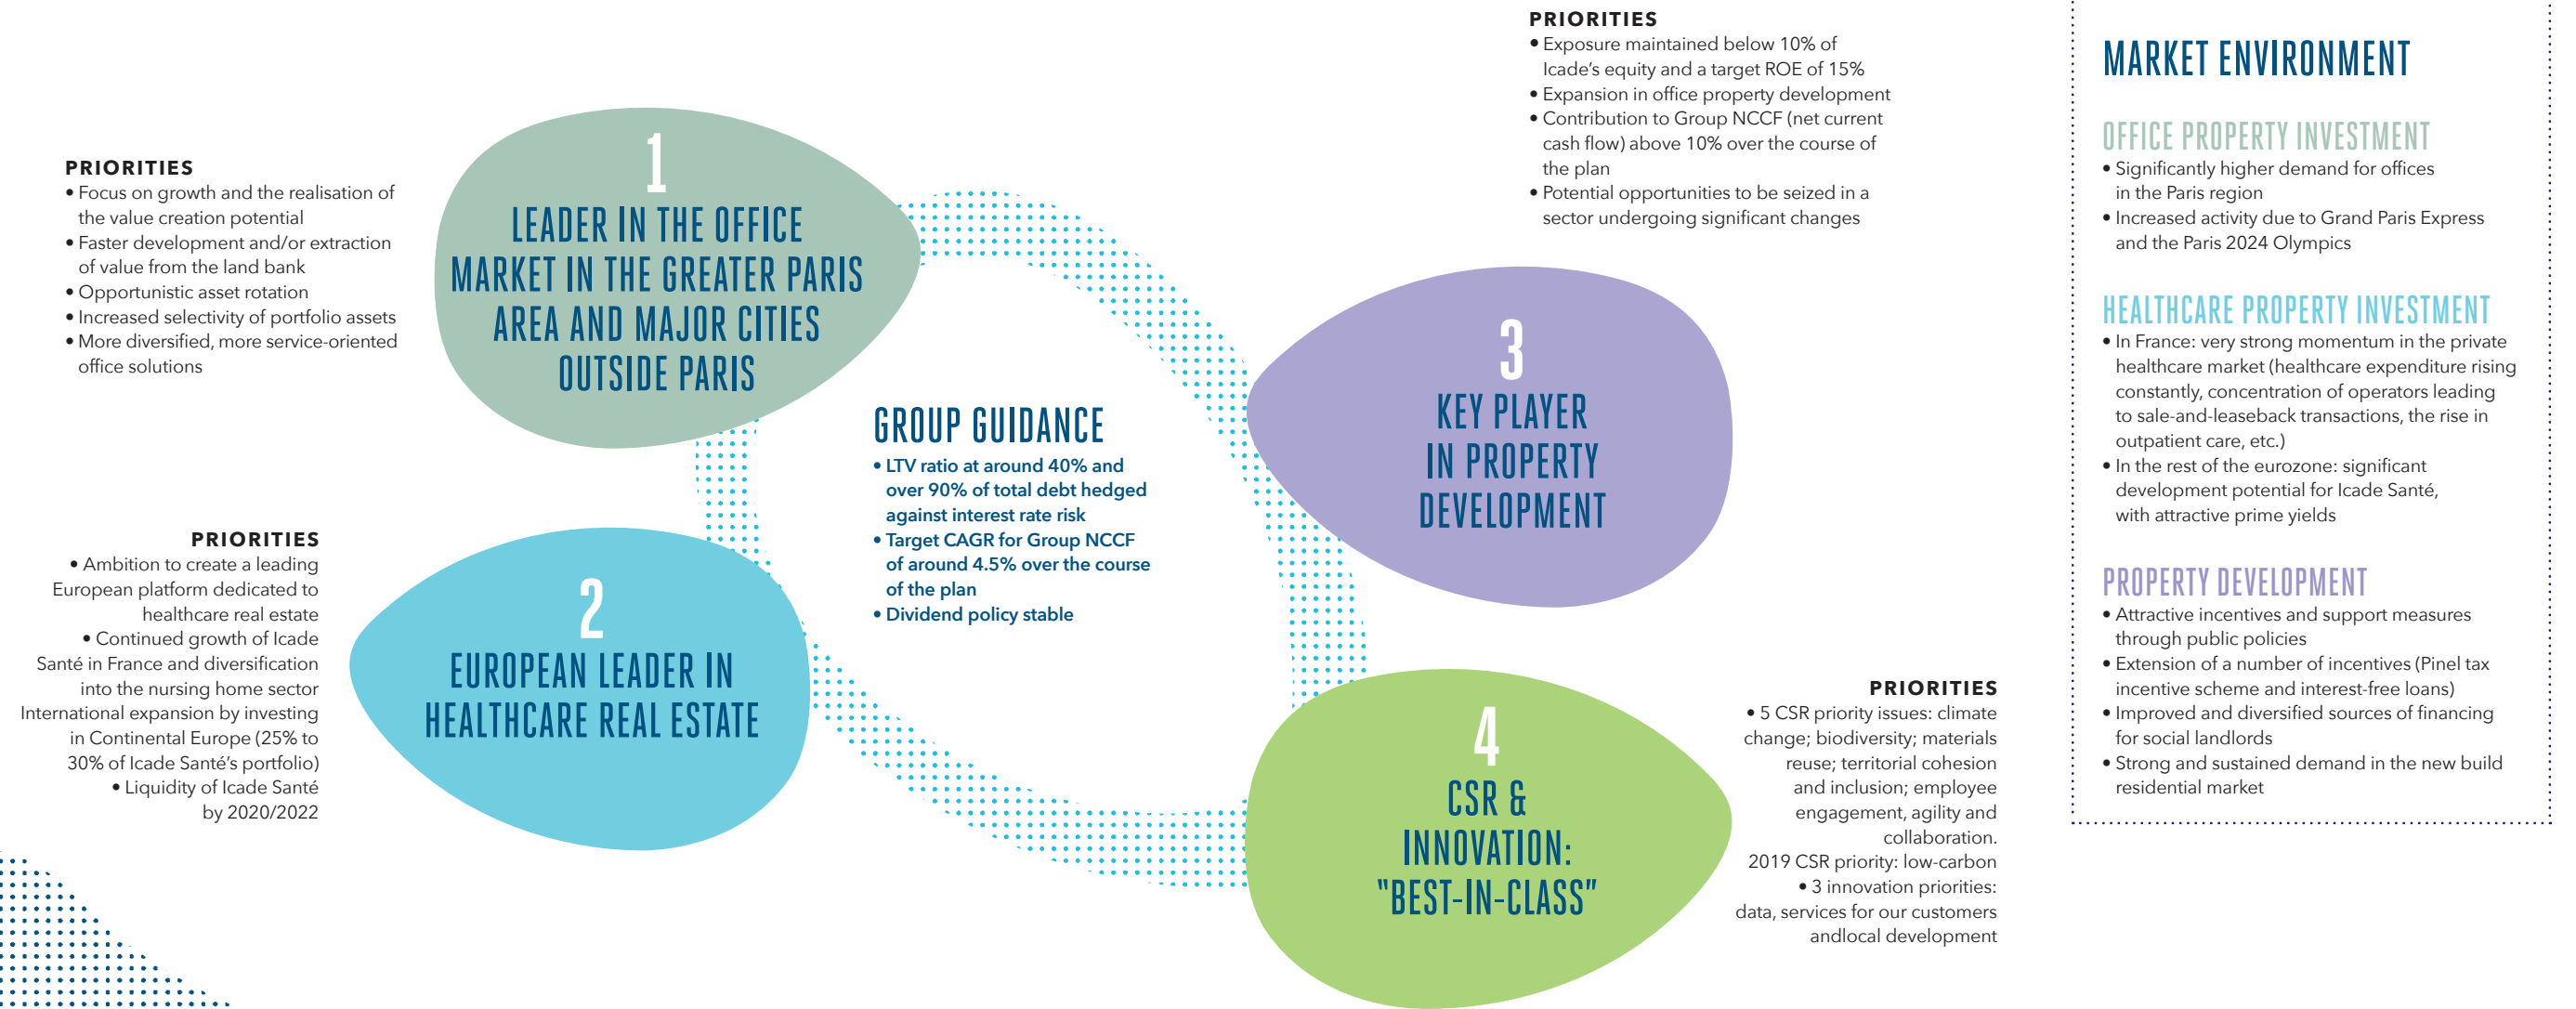 PRIORITIES
• Focus on growth and the realisation of
the value creation potential
• Faster development and/or extraction
of value from the land bank
• Opportunistic asset rotation
• Increased selectivity of portfolio assets
• More diversified, more service-oriented
office solutions
1
LEADER IN THE OFFICE
MARKET IN THE GREATER PARIS
AREA AND MAJOR CITIES
OUTSIDE PARIS
PRIORITIES
• Ambition to create a leading
European platform dedicated to
healthcare real estate
• Continued growth of Icade
Santé in France and diversification
into the nursing home sector
International expansion by investing
in Continental Europe (25% to
30% of Icade Santé’s portfolio)
• Liquidity of Icade Santé
by 2020/2022
2
EUROPEAN LEADER IN
HEALTHCARE REAL ESTATE
GROUP GUIDANCE
• LTV ratio at around 40% and
over 90% of total debt hedged
against interest rate risk
• Target CAGR for Group NCCF
of around 4.5% over the course
of the plan
• Dividend policy stable
PRIORITIES
• Exposure maintained below 10% of
Icade’s equity and a target ROE of 15%
• Expansion in office property development
• Contribution to Group NCCF (net current
cash flow) above 10% over the course of
the plan
• Potential opportunities to be seized in a
sector undergoing significant changes
3
KEY PLAYER
IN PROPERTY
DEVELOPMENT
4
CSR &
INNOVATION:
“BEST-IN-CLASS”
PRIORITIES
• 5 CSR priority issues: climate
change; biodiversity; materials
reuse; territorial cohesion
and inclusion; employee
engagement, agility and
collaboration.
2019 CSR priority: low-carbon
• 3 innovation priorities:
data, services for our customers
andlocal development
MARKET ENVIRONMENT
OFFICE PROPERTY INVESTMENT
• Significantly higher demand for offices
in the Paris region
• Increased activity due to Grand Paris Express
and the Paris 2024 Olympics
HEALTHCARE PROPERTY INVESTMENT
• In France: very strong momentum in the private
healthcare market (healthcare expenditure rising
constantly, concentration of operators leading
to sale-and-leaseback transactions, the rise in
outpatient care, etc.)
• In the rest of the eurozone: significant
development potential for Icade Santé,
with attractive prime yields
PROPERTY DEVELOPMENT
• Attractive incentives and support measures
through public policies
• Extension of a number of incentives (Pinel tax
incentive scheme and interest-free loans)
• Improved and diversified sources of financing
for social landlords
• Strong and sustained demand in the new build
residential market